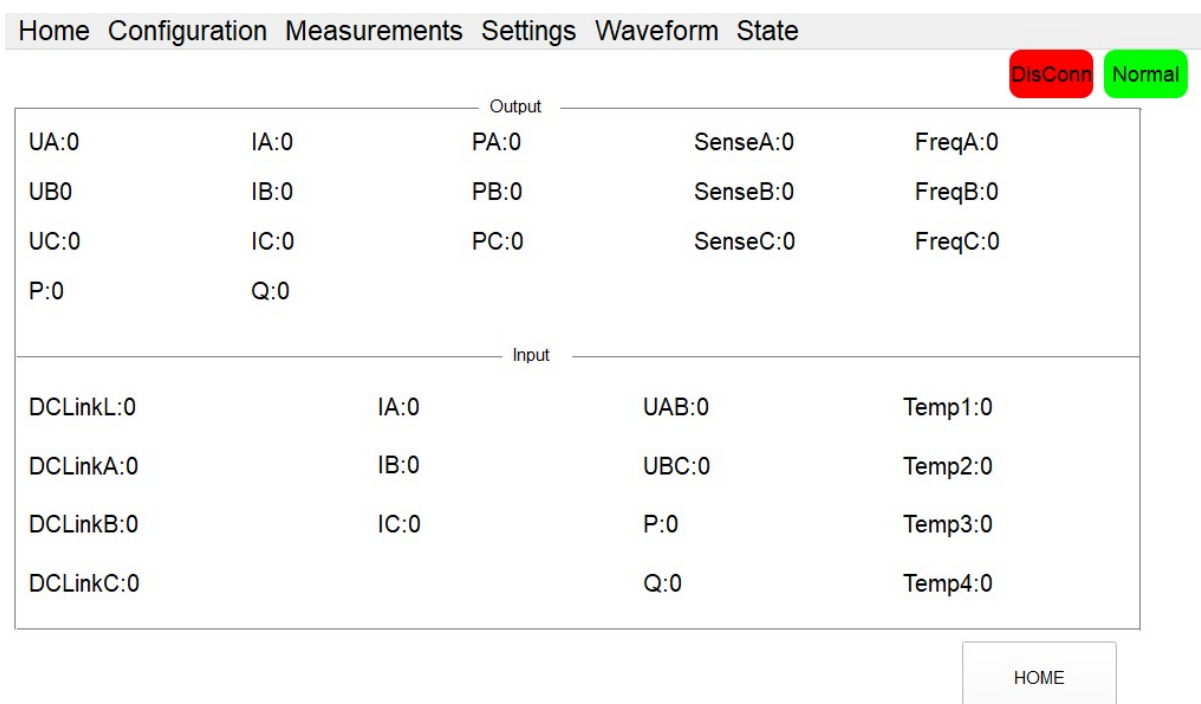 Home Configuration Measurements Settings Waveform State
DisConn Normal
Output
UA:0 IA:0 PA:0 SenseA:0 FreqA:0
UB0 IB:0 PB:0 SenseB:0 FreqB:0
UC:0 IC:0 PC:0 SenseC:0 FreqC:0
P:0 Q:0
Input
DCLinkL:0 IA:0 UAB:0 Temp1:0
DCLinkA:0 IB:0 UBC:0 Temp2:0
DCLinkB:0 IC:0 P:0 Temp3:0
DCLinkC:0 Q:0 Temp4:0
HOME